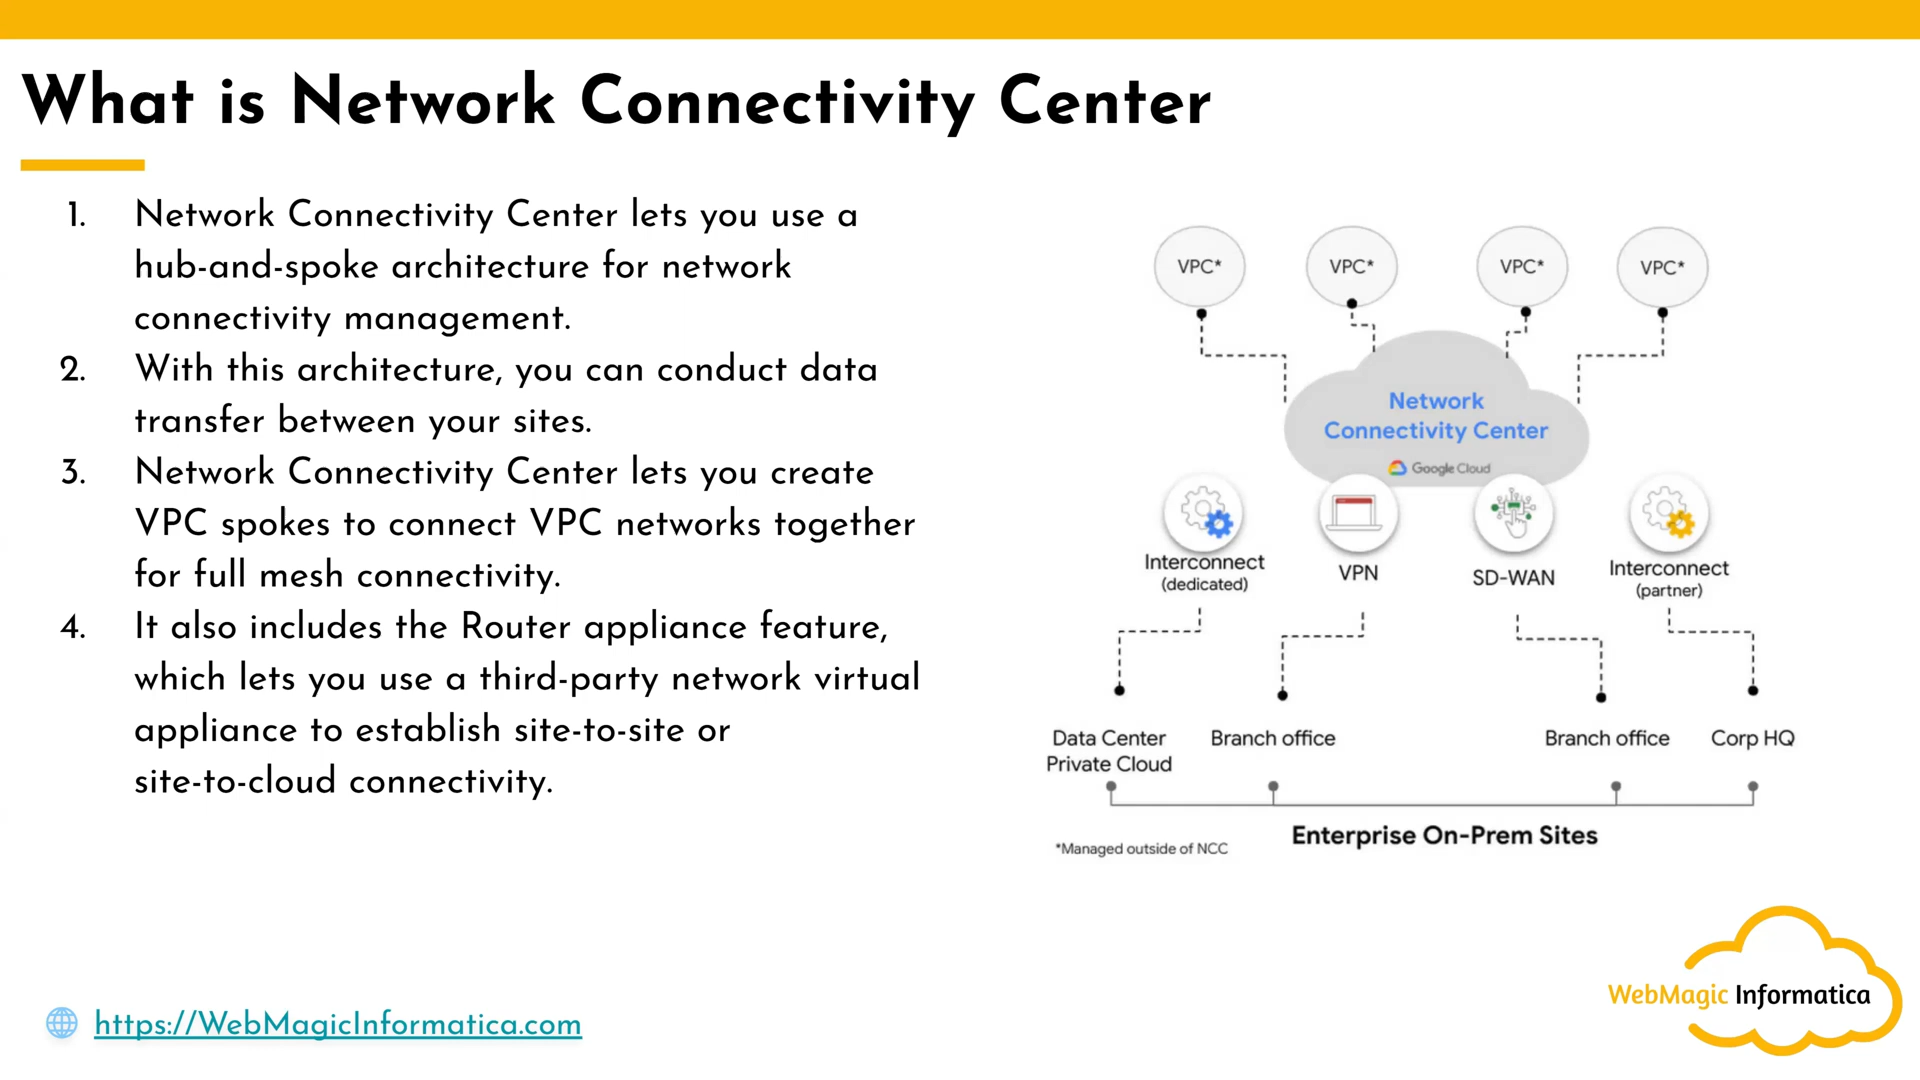 What is Network Connectivity Center
1. Network Connectivity Center lets you use a
hub-and-spoke architecture for network
connectivity management.
2. With this architecture, you can conduct data
transfer between your sites.
3. Network Connectivity Center lets you create
VPC spokes to connect VPC networks together
for full mesh connectivity.
4. It also includes the Router appliance feature,
which lets you use a third-party network virtual
appliance to establish site-to-site or
site-to-cloud connectivity.
VPC* VPC* VPC* VPC*
Network
Connectivity Center
Google Cloud
Interconnect
(dedicated)
VPN
SD-WAN
Interconnect
(partner)
Data Center
Private Cloud
Branch office
Branch office
Corp HQ
Enterprise On-Prem Sites
*Managed outside of NCC
WebMagic Informatica
https://WebMagicInformatica.com